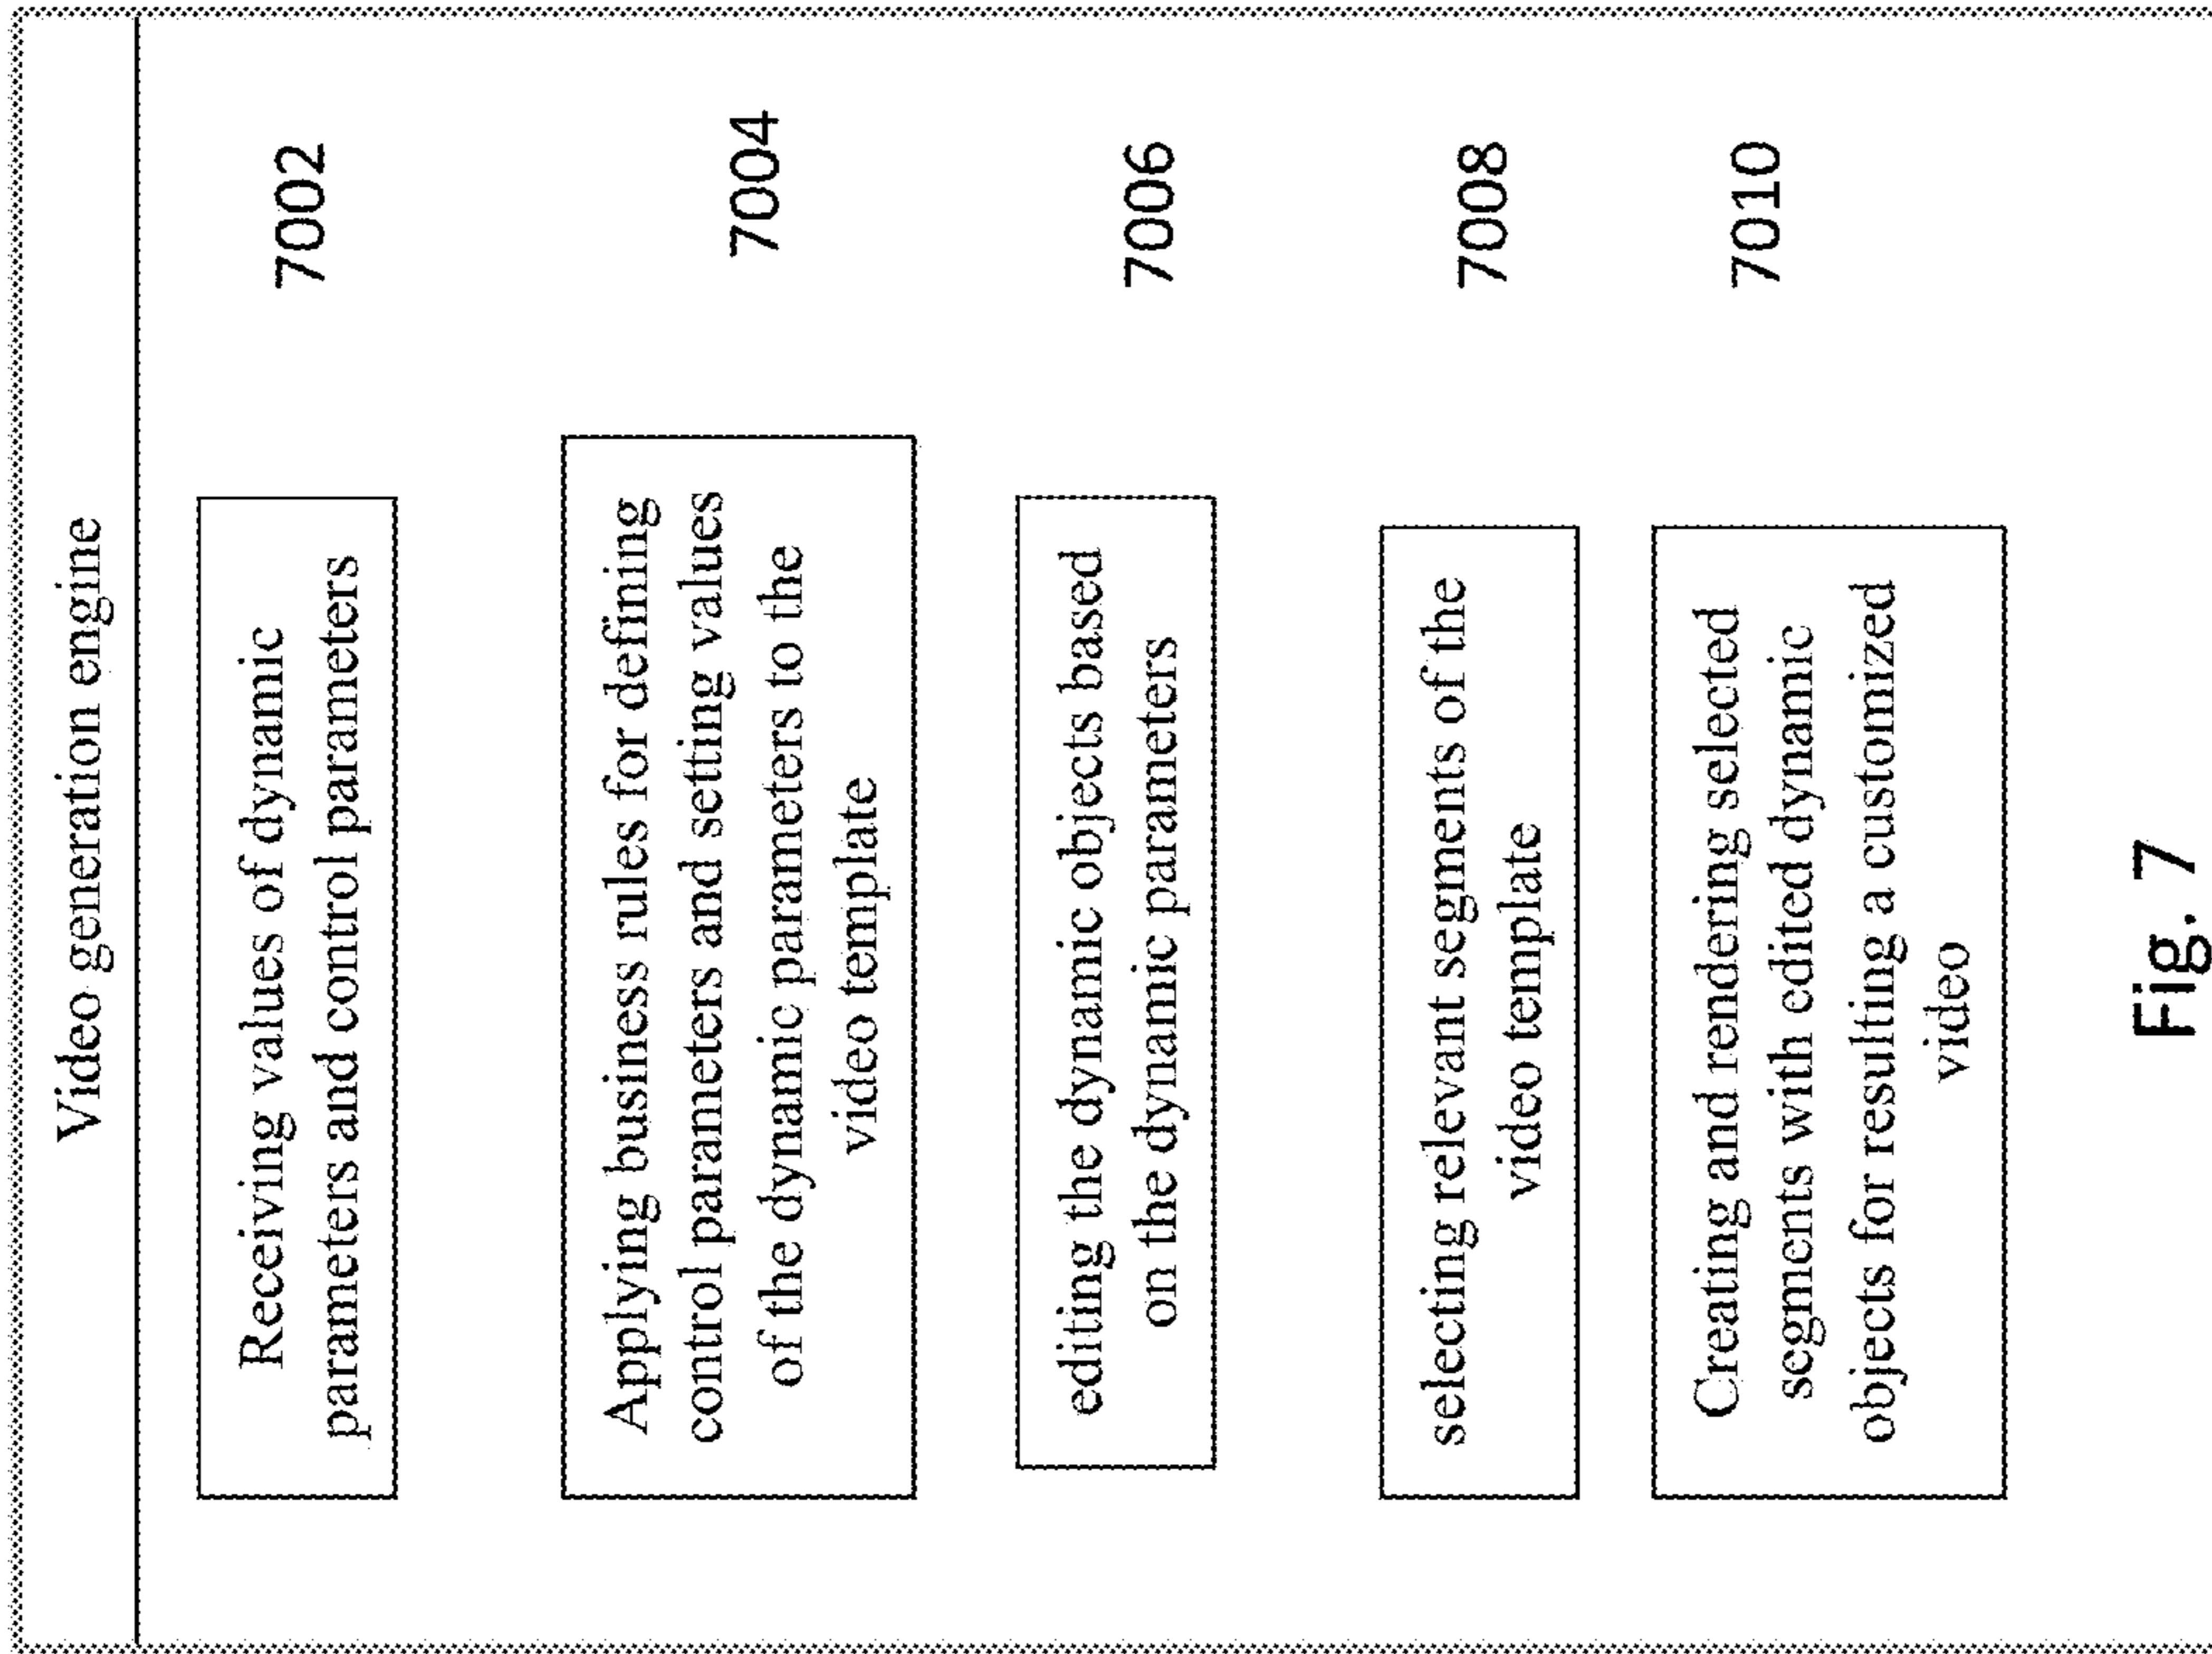 Video generation engine
Receiving values of dynamic
parameters and control parameters
7002
Applying business rules for defining
control parameters and setting values
of the dynamic parameters to the
video template
7004
editing the dynamic objects based
on the dynamic parameters
7006
selecting relevant segments of the
video template
7008
Creating and rendering selected
segments with edited dynamic
objects for resulting a customized
video
7010
Fig. 7